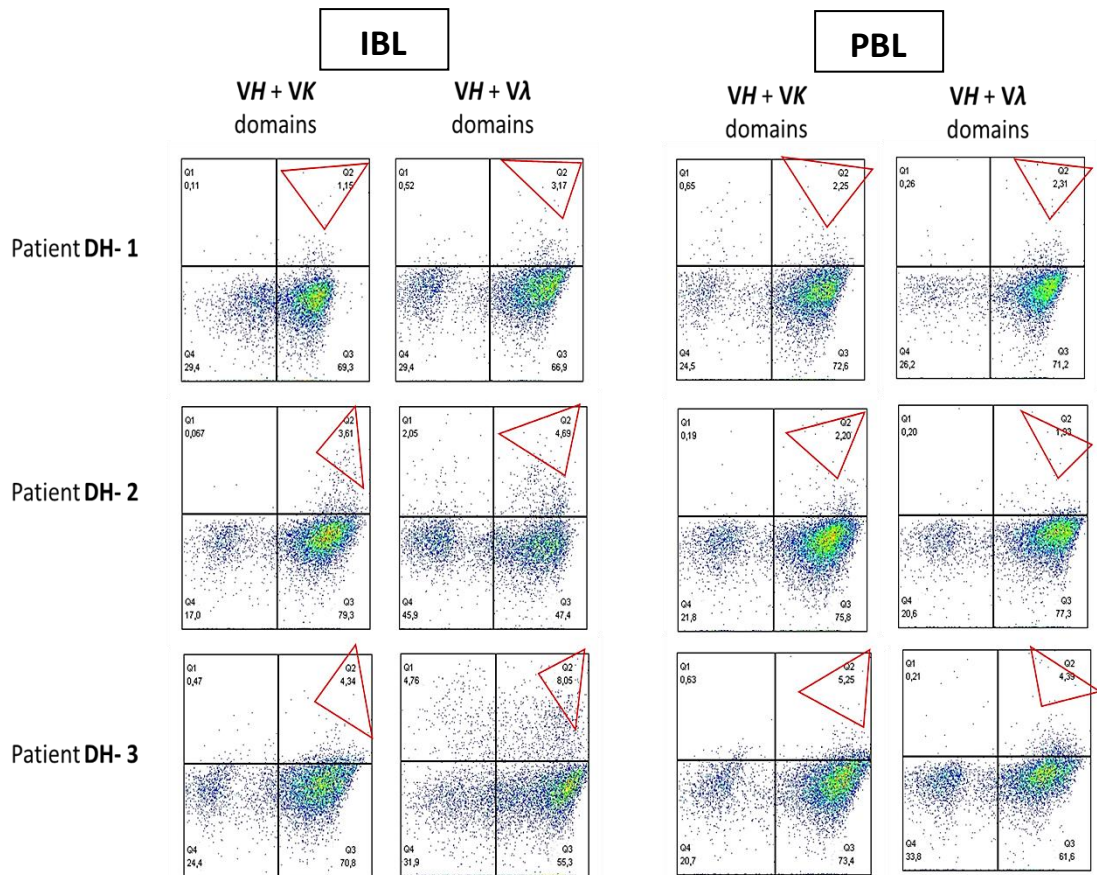 IBL
PBL
VH + VK
domains
VH + Vλ
domains
VH + VK
domains
VH + Vλ
domains
Patient DH- 1
Q1
0,11
Q2
1,15
Q4
29,4
Q3
69,3
Q1
0,52
Q2
3,17
Q4
29,4
Q3
66,9
Q1
0,65
Q2
2,25
Q4
24,5
Q3
72,6
Q1
0,26
Q2
2,31
Q4
26,2
Q3
71,2
Patient DH- 2
Q1
0,067
Q2
3,61
Q4
17,0
Q3
79,3
Q1
2,05
Q2
4,69
Q4
45,9
Q3
47,4
Q1
0,19
Q2
2,20
Q4
21,8
Q3
75,8
Q1
0,20
Q2
1,93
Q4
20,6
Q3
77,3
Patient DH- 3
Q1
0,47
Q2
4,34
Q4
24,4
Q3
70,8
Q1
4,76
Q2
8,05
Q4
31,9
Q3
55,3
Q1
0,63
Q2
5,25
Q4
20,7
Q3
73,4
Q1
0,21
Q2
4,39
Q4
33,8
Q3
61,6